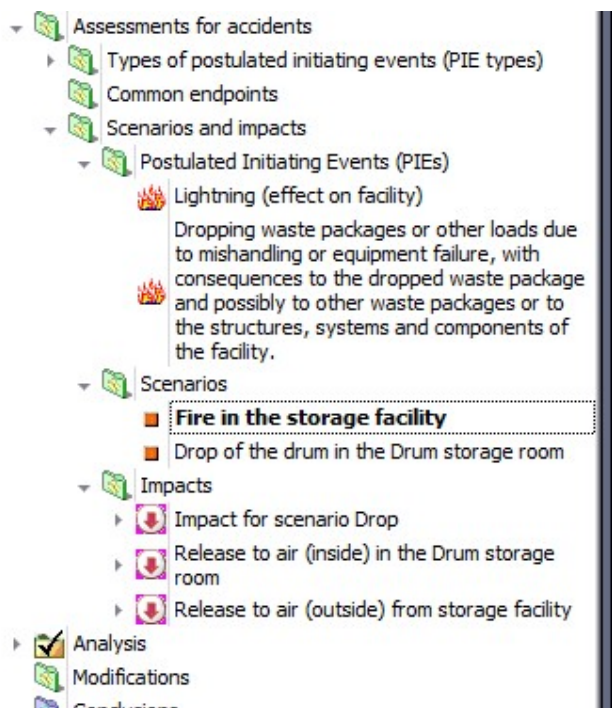 Assessments for accidents
Types of postulated initiating events (PIE types)
Common endpoints
Scenarios and impacts
Postulated Initiating Events (PIEs)
Lightning (effect on facility)
Dropping waste packages or other loads due
to mishandling or equipment failure, with
consequences to the dropped waste package
and possibly to other waste packages or to
the structures, systems and components of
the facility.
Scenarios
Fire in the storage facility
Drop of the drum in the Drum storage room
Impacts
Impact for scenario Drop
Release to air (inside) in the Drum storage
room
Release to air (outside) from storage facility
Analysis
Modifications
Conclusions